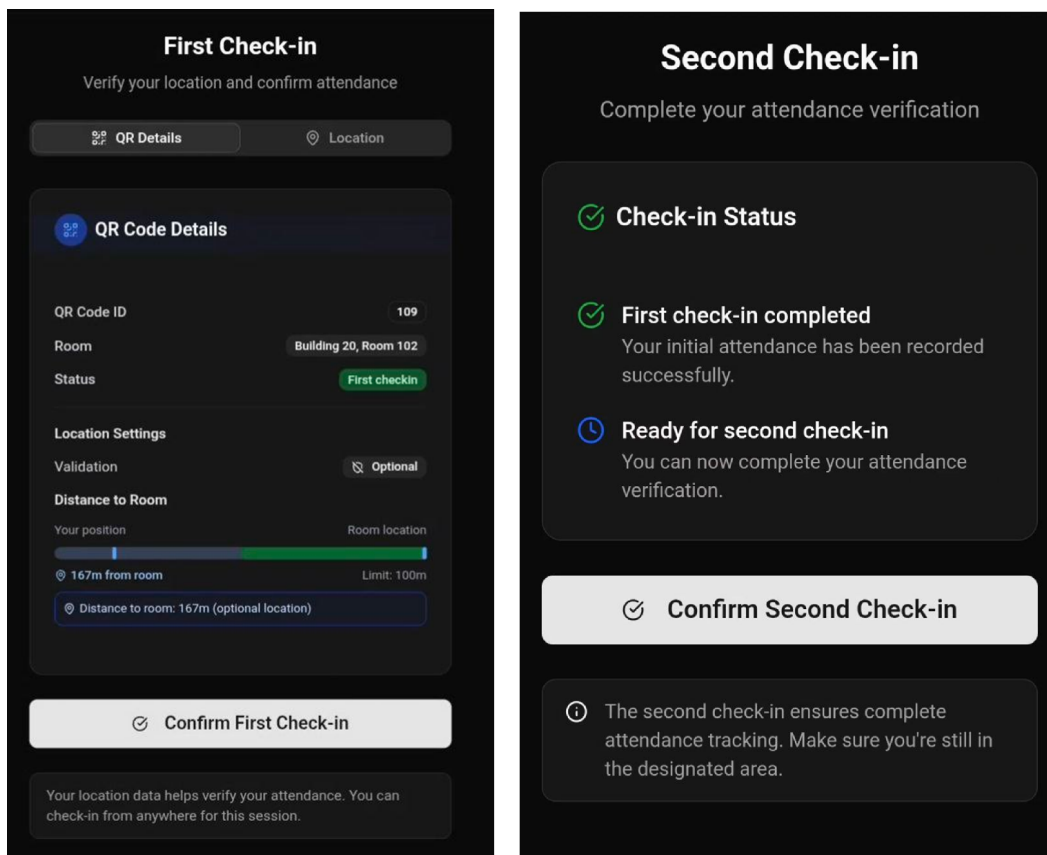 First Check-in
Verify your location and confirm attendance
QR Details
Location
QR Code Details
QR Code ID
109
Room
Building 20, Room 102
Status
First checkin
Location Settings
Validation
Optional
Distance to Room
Your position
Room location
167m from room
Limit: 100m
Distance to room: 167m (optional location)
Confirm First Check-in
Your location data helps verify your attendance. You can
check-in from anywhere for this session.
Second Check-in
Complete your attendance verification
Check-in Status
First check-in completed
Your initial attendance has been recorded
successfully.
Ready for second check-in
You can now complete your attendance
verification.
Confirm Second Check-in
The second check-in ensures complete
attendance tracking. Make sure you're still in
the designated area.